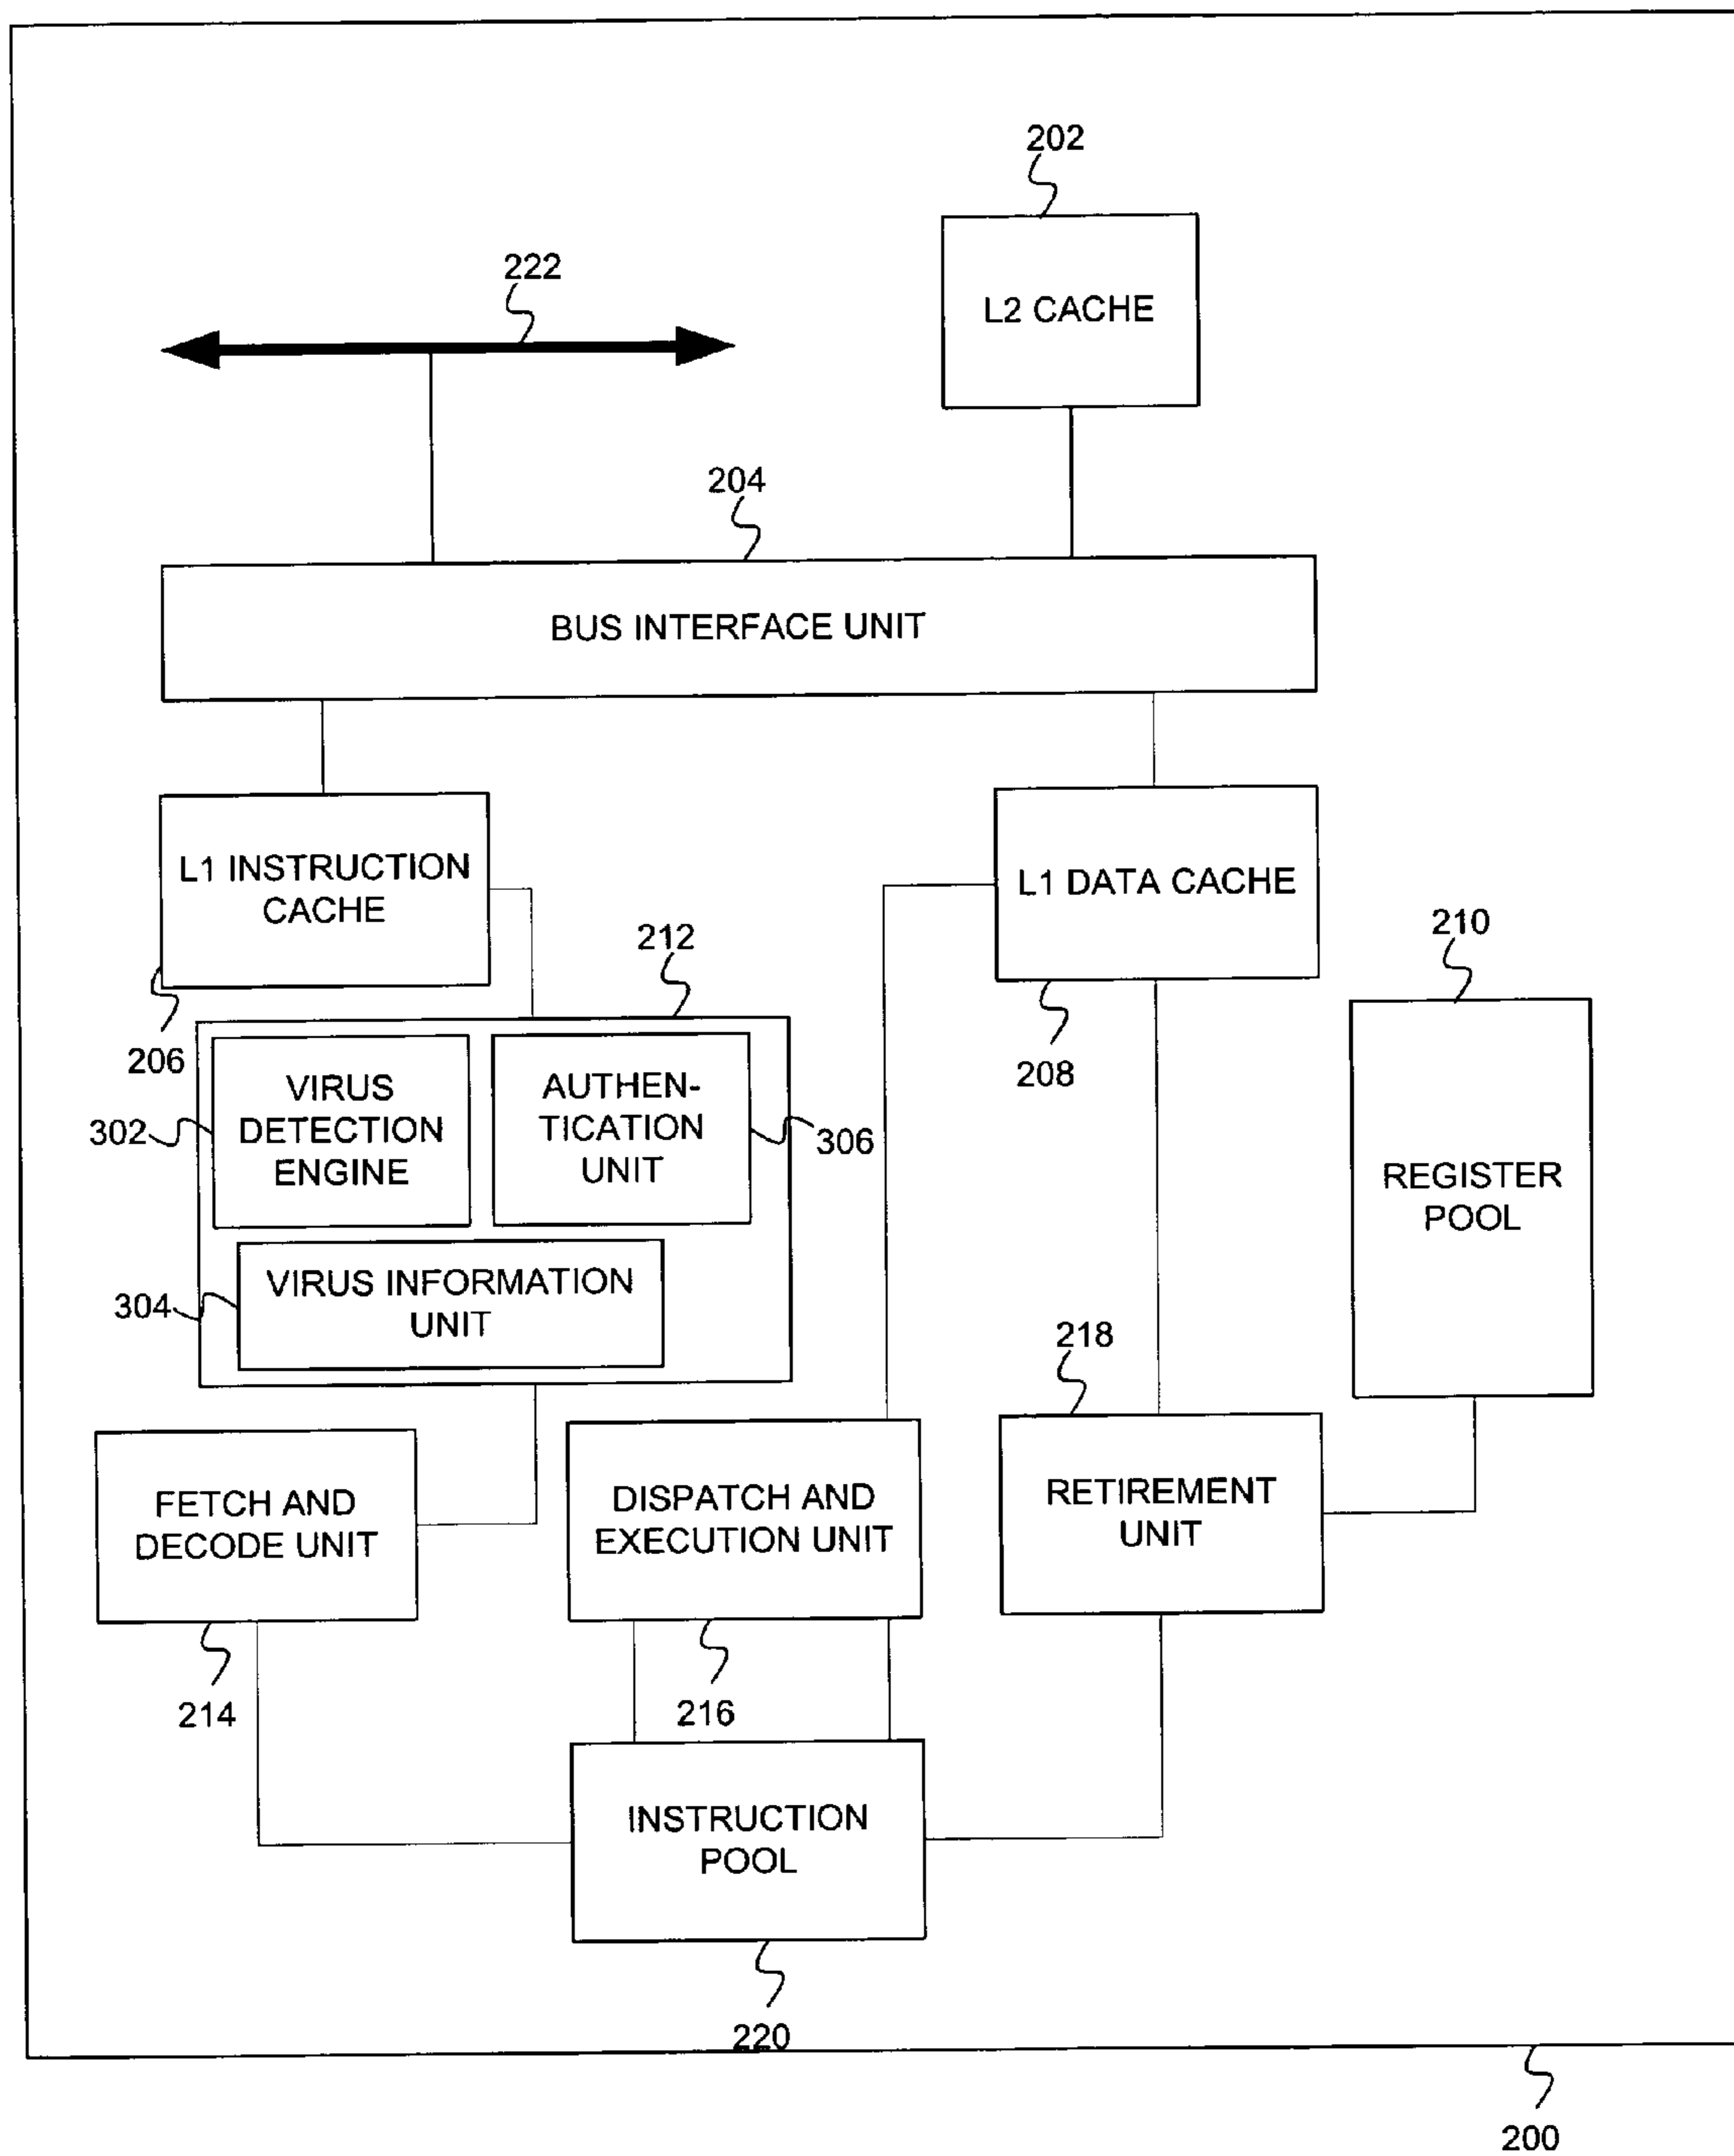 202
L2 CACHE
222
204
BUS INTERFACE UNIT
L1 INSTRUCTION
CACHE
206
L1 DATA CACHE
208
212
210
REGISTER
POOL
VIRUS
DETECTION
ENGINE
302
AUTHEN-
TICATION
UNIT
306
VIRUS INFORMATION
UNIT
304
218
FETCH AND
DECODE UNIT
214
DISPATCH AND
EXECUTION UNIT
216
RETIREMENT
UNIT
INSTRUCTION
POOL
220
200